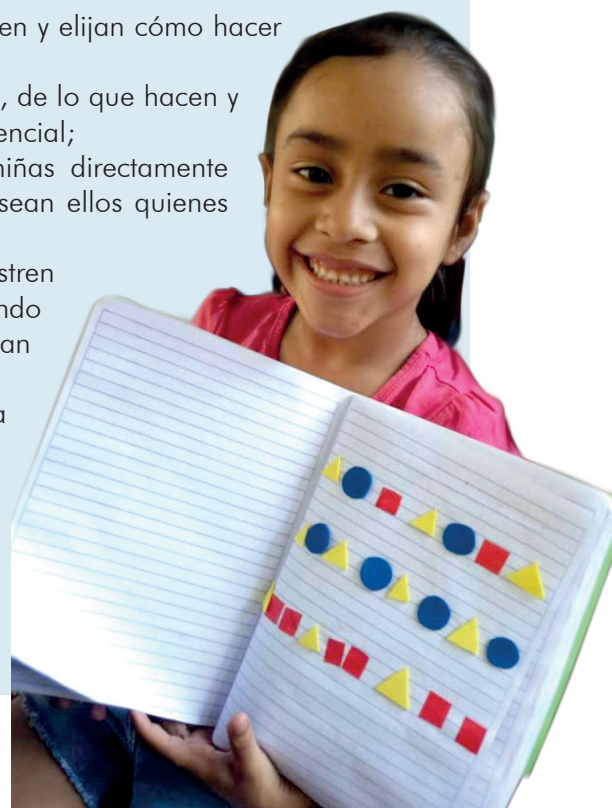 en y elijan cómo hacer
, de lo que hacen y
encial;
niñas directamente
sean ellos quienes
stren
ndo
an
a